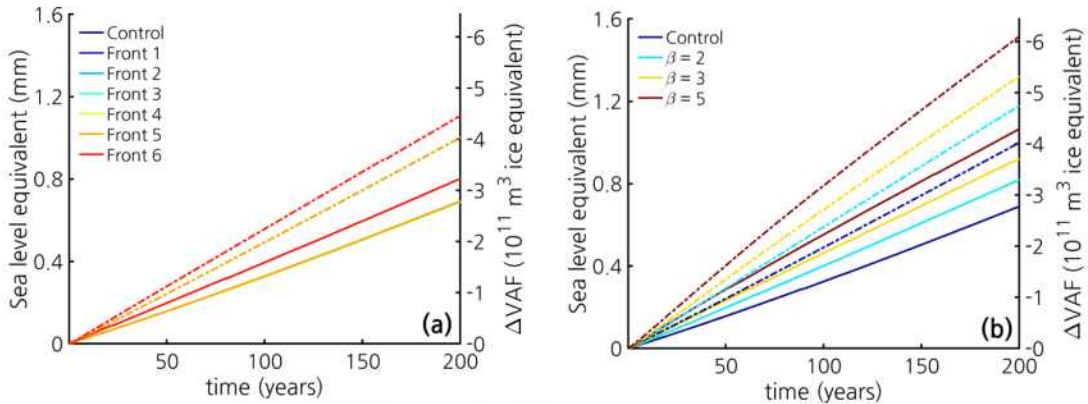 1.6
1.2
0.8
0.4
0
Sea level equivalent (mm)
Control
Front 1
Front 2
Front 3
Front 4
Front 5
Front 6
(a)
-6
-5
-4
-3
-2
-1
-0
ΔVAF (10¹¹ m³ ice equivalent)
50 100 150 200
time (years)
1.6
1.2
0.8
0.4
0
Sea level equivalent (mm)
Control
β = 2
β = 3
β = 5
(b)
-6
-5
-4
-3
-2
-1
-0
ΔVAF (10¹¹ m³ ice equivalent)
50 100 150 200
time (years)